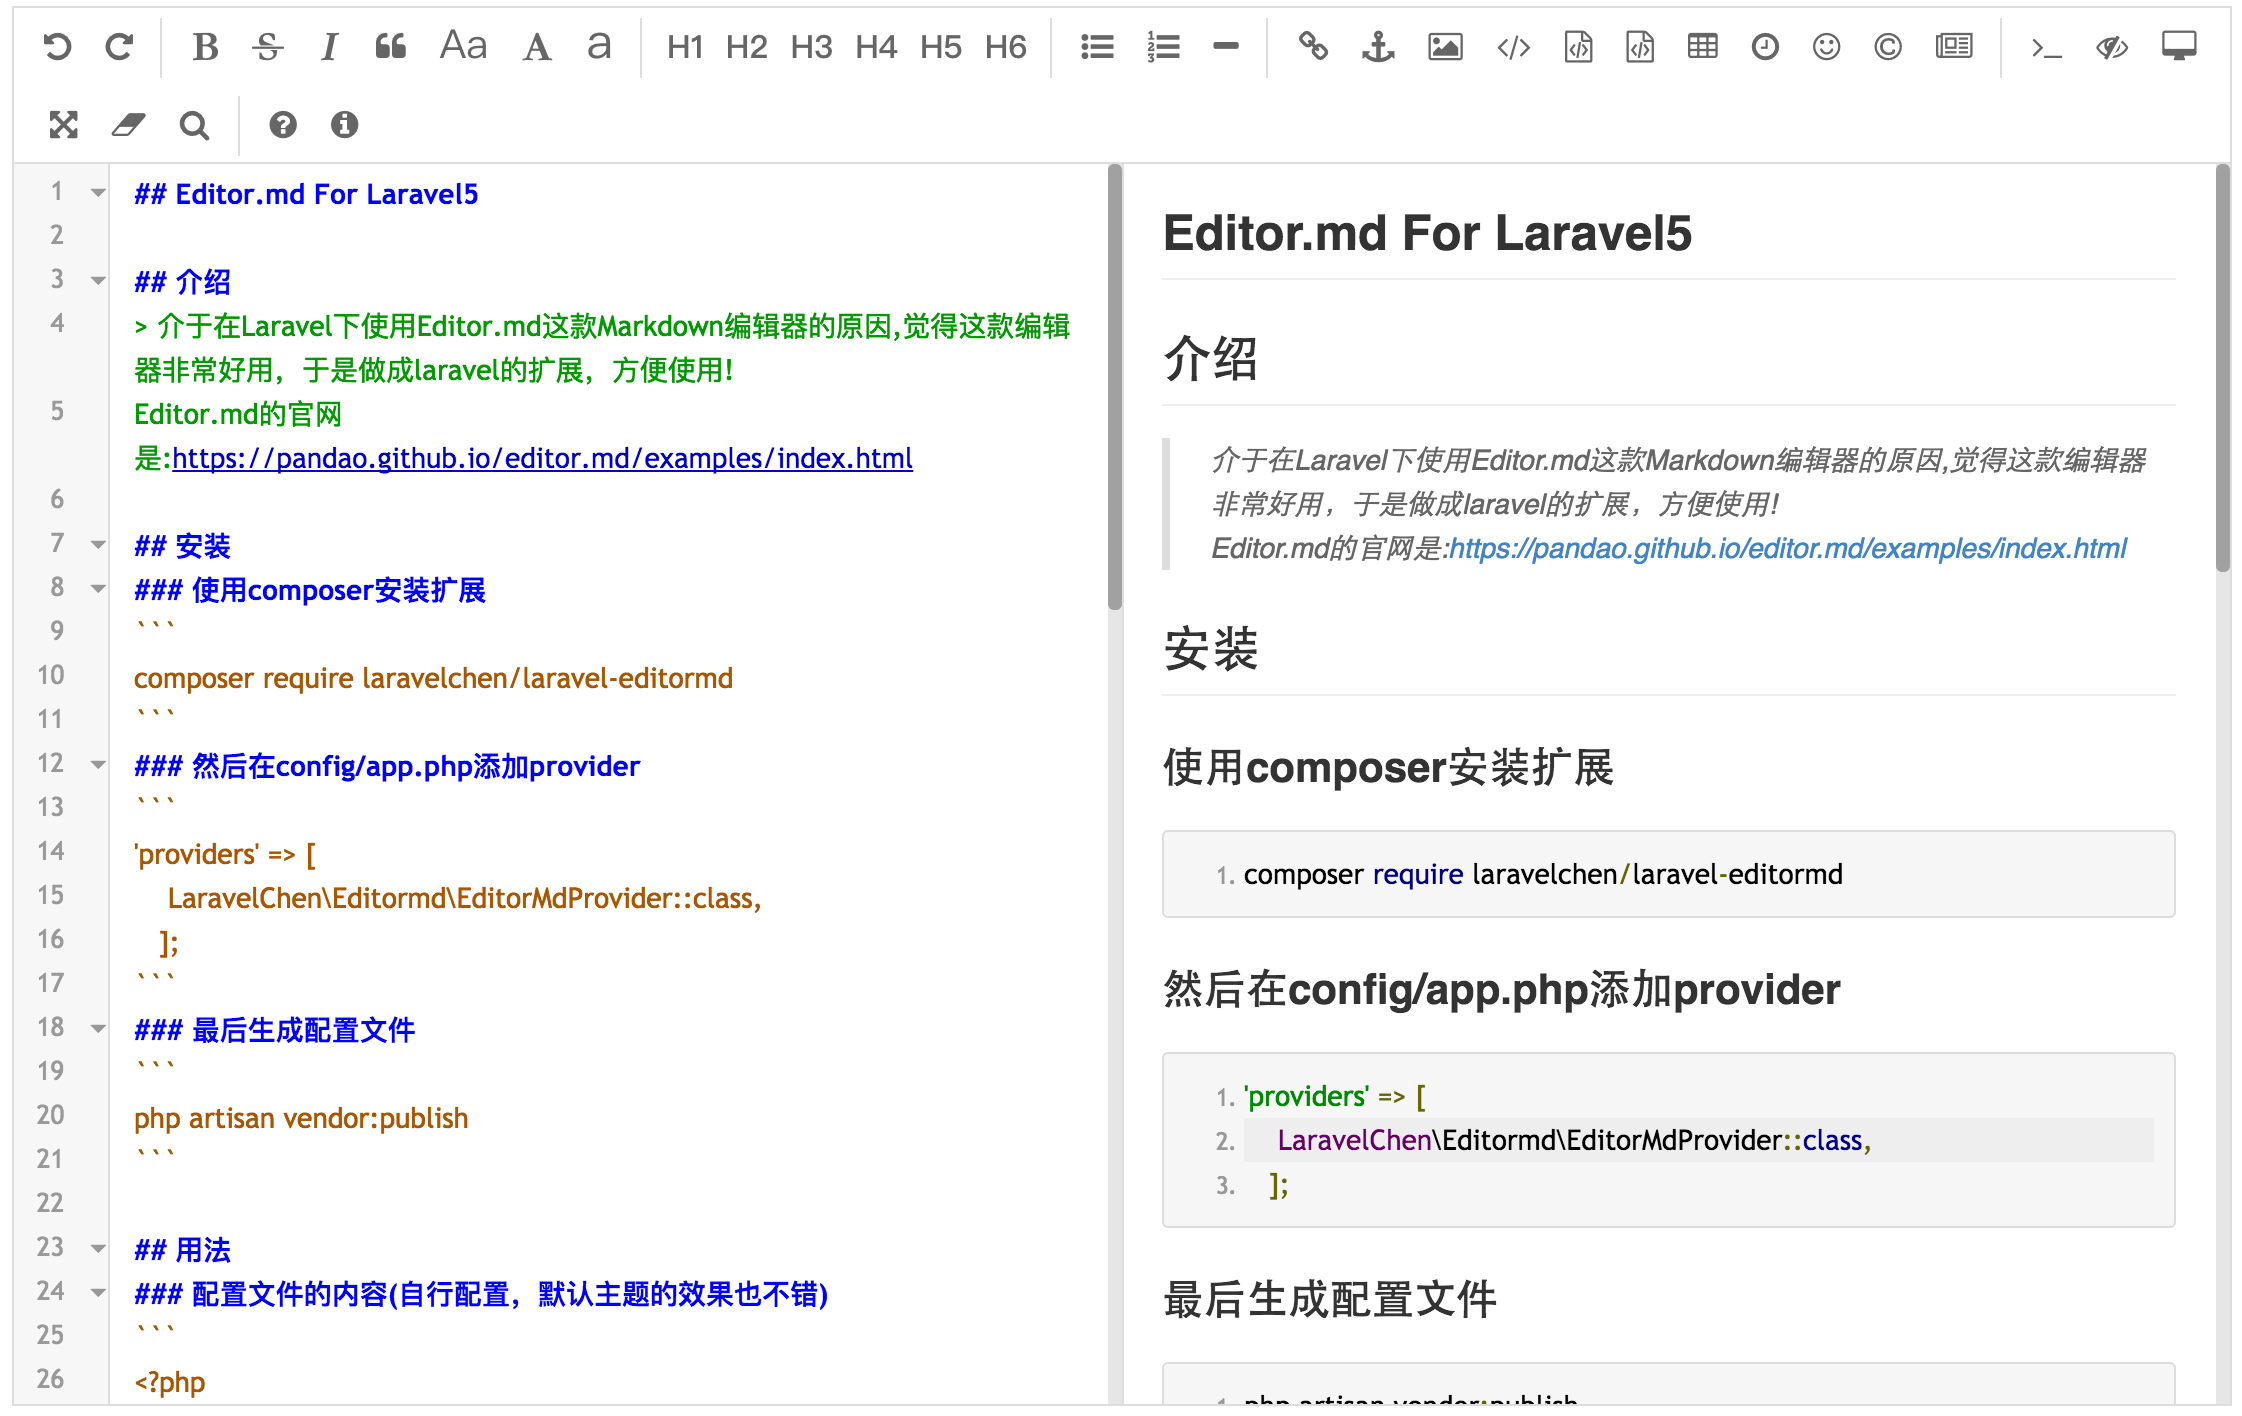 B S I Aa A a H1 H2 H3 H4 H5 H6
1 ## Editor.md For Laravel5
2
3 ## 介绍
4 > 介于在Laravel下使用Editor.md这款Markdown编辑器的原因,觉得这款编辑
器非常好用，于是做成laravel的扩展，方便使用!
5 Editor.md的官网
是:https://pandao.github.io/editor.md/examples/index.html
6
7 ## 安装
8 ### 使用composer安装扩展
9 ```
10 composer require laravelchen/laravel-editormd
11 ```
12 ### 然后在config/app.php添加provider
13 ```
14 'providers' => [
15 LaravelChen\Editormd\EditorMdProvider::class,
16 ];
17 ```
18 ### 最后生成配置文件
19 ```
20 php artisan vendor:publish
21 ```
22
23 ## 用法
24 ### 配置文件的内容(自行配置，默认主题的效果也不错)
25 ```
26 <?php
Editor.md For Laravel5
介绍
介于在Laravel下使用Editor.md这款Markdown编辑器的原因,觉得这款编辑器
非常好用，于是做成laravel的扩展，方便使用!
Editor.md的官网是:https://pandao.github.io/editor.md/examples/index.html
安装
使用composer安装扩展
1. composer require laravelchen/laravel-editormd
然后在config/app.php添加provider
1. 'providers' => [
2. LaravelChen\Editormd\EditorMdProvider::class,
3. ];
最后生成配置文件
1. php artisan vendor:publish